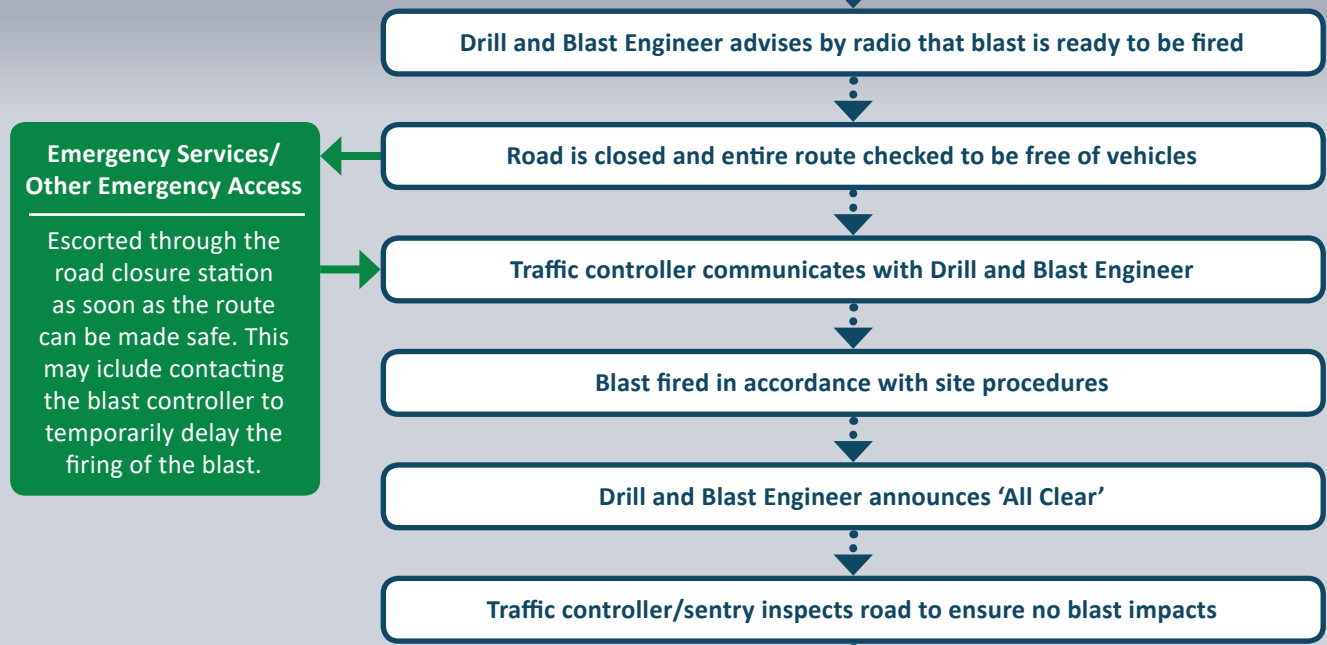 Drill and Blast Engineer advises by radio that blast is ready to be fired
Emergency Services/
Other Emergency Access
Escorted through the
road closure station
as soon as the route
can be made safe. This
may iclude contacting
the blast controller to
temporarily delay the
firing of the blast.
Road is closed and entire route checked to be free of vehicles
Traffic controller communicates with Drill and Blast Engineer
Blast fired in accordance with site procedures
Drill and Blast Engineer announces ‘All Clear’
Traffic controller/sentry inspects road to ensure no blast impacts